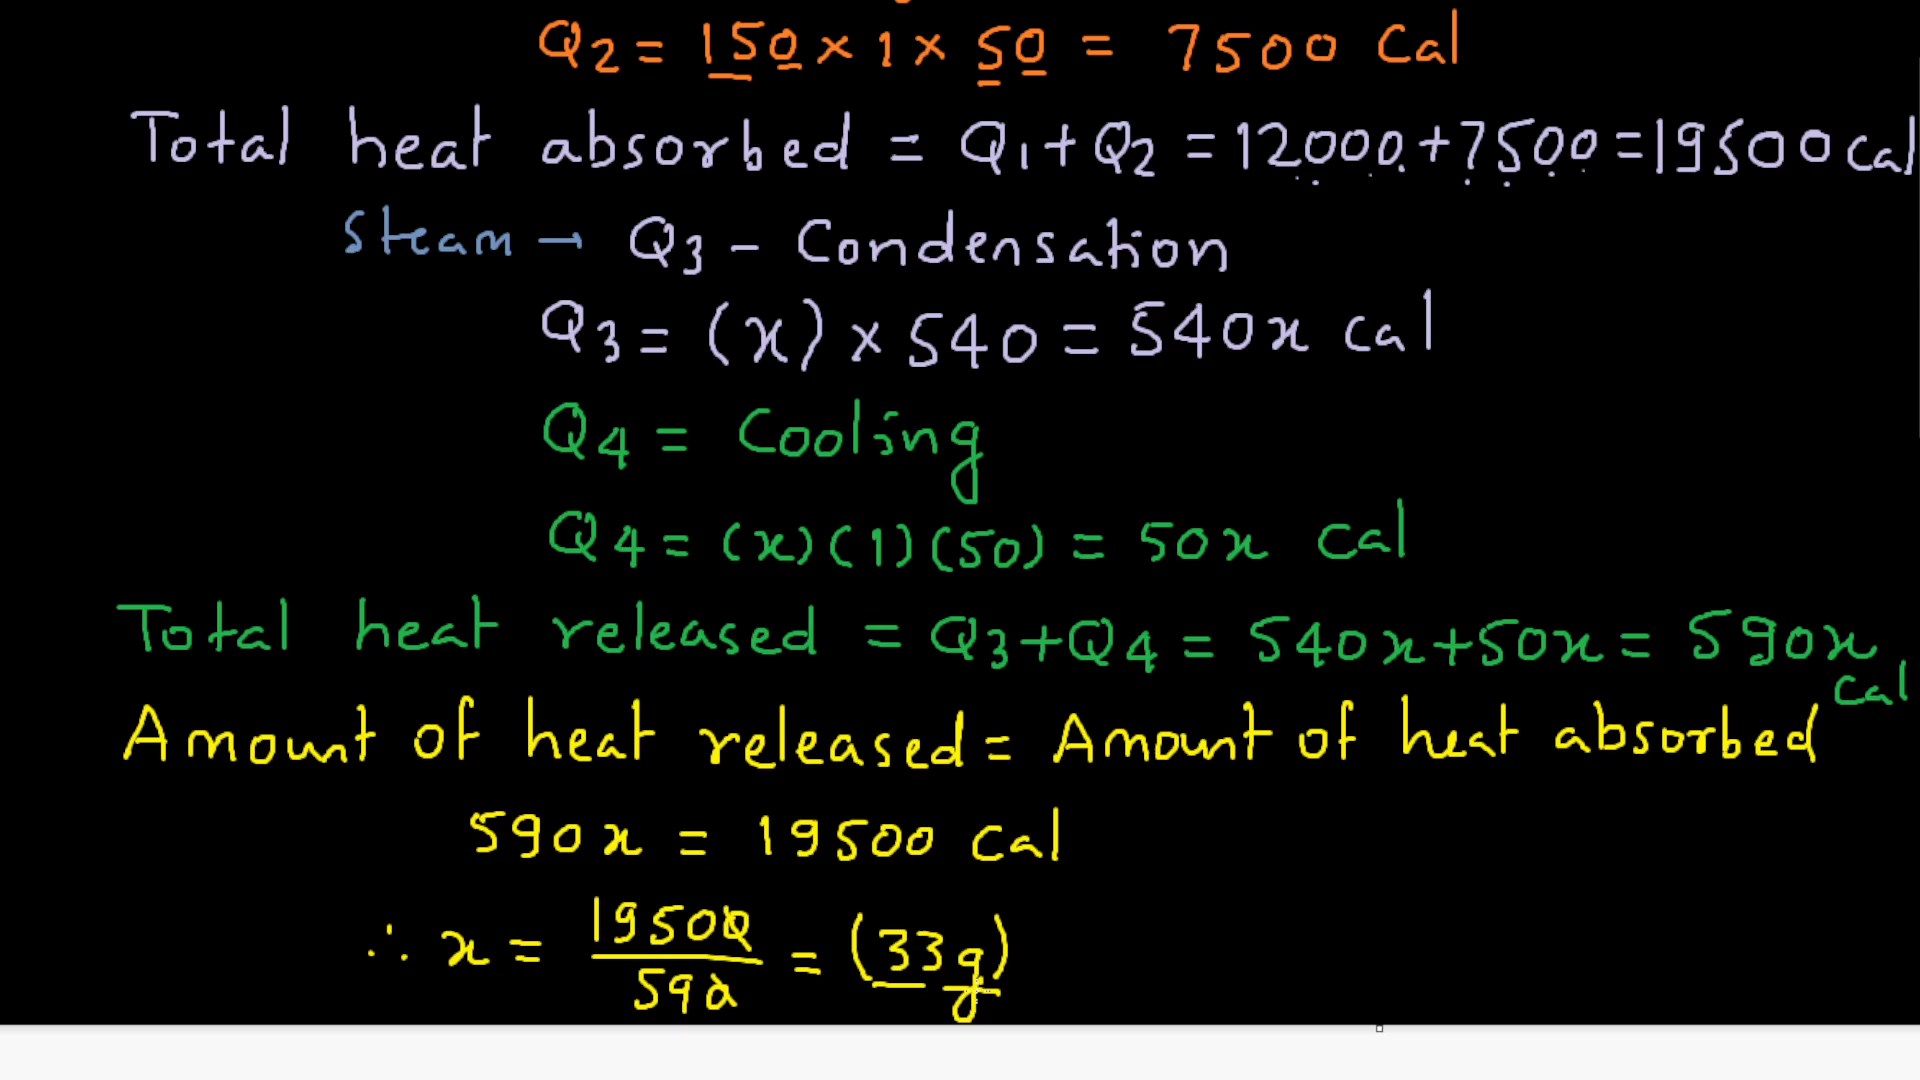 Q2 = 150 × 1 × 50 = 7500 Cal
Total heat absorbed = Q1+Q2 = 12000+7500=19500 cal
Steam → Q3 – Condensation
Q3 = (x) × 540 = 540x cal
Q4 = Cooling
Q4 = (x)(1)(50) = 50x cal
Total heat released = Q3+Q4 = 540x+50x = 590x cal
Amount of heat released = Amount of heat absorbed
590x = 19500 cal
∴ x = 19500/590 = (33g)